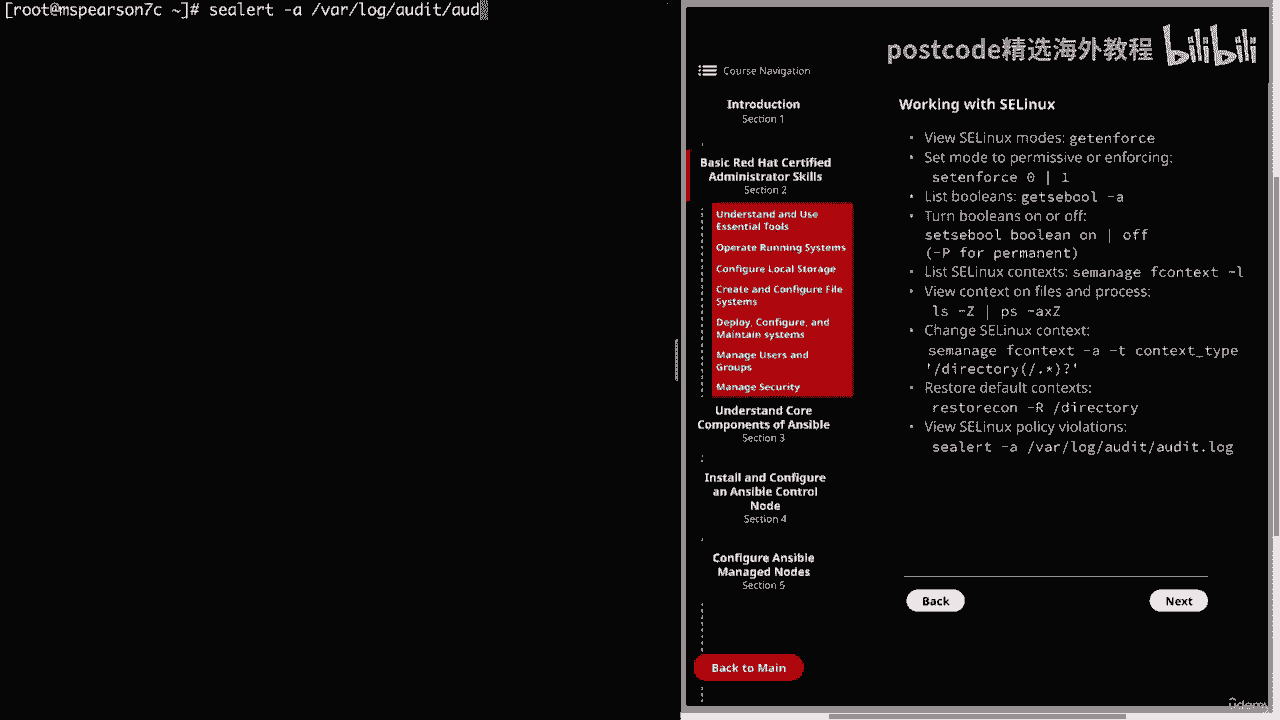 [root@mspearson7c ~]# sealert -a /var/log/audit/aud
postcode精选海外教程 bilibili
Course Navigation
Introduction
Section 1
Basic Red Hat Certified
Administrator Skills
Section 2
Understand and Use
Essential Tools
Operate Running Systems
Configure Local Storage
Create and Configure File
Systems
Deploy, Configure, and
Maintain systems
Manage Users and
Groups
Manage Security
Understand Core
Components of Ansible
Section 3
Install and Configure
an Ansible Control
Node
Section 4
Configure Ansible
Managed Nodes
Section 5
Back to Main
Working with SELinux
• View SELinux modes: getenforce
• Set mode to permissive or enforcing:
setenforce 0 | 1
• List booleans: getsebool -a
• Turn booleans on or off:
setsebool boolean on | off
(-P for permanent)
• List SELinux contexts: semanage fcontext -l
• View context on files and process:
ls -Z | ps -axZ
• Change SELinux context:
semanage fcontext -a -t context_type
'/directory(/.*)?'
• Restore default contexts:
restorecon -R /directory
• View SELinux policy violations:
sealert -a /var/log/audit/audit.log
Back
Next
ûdemy